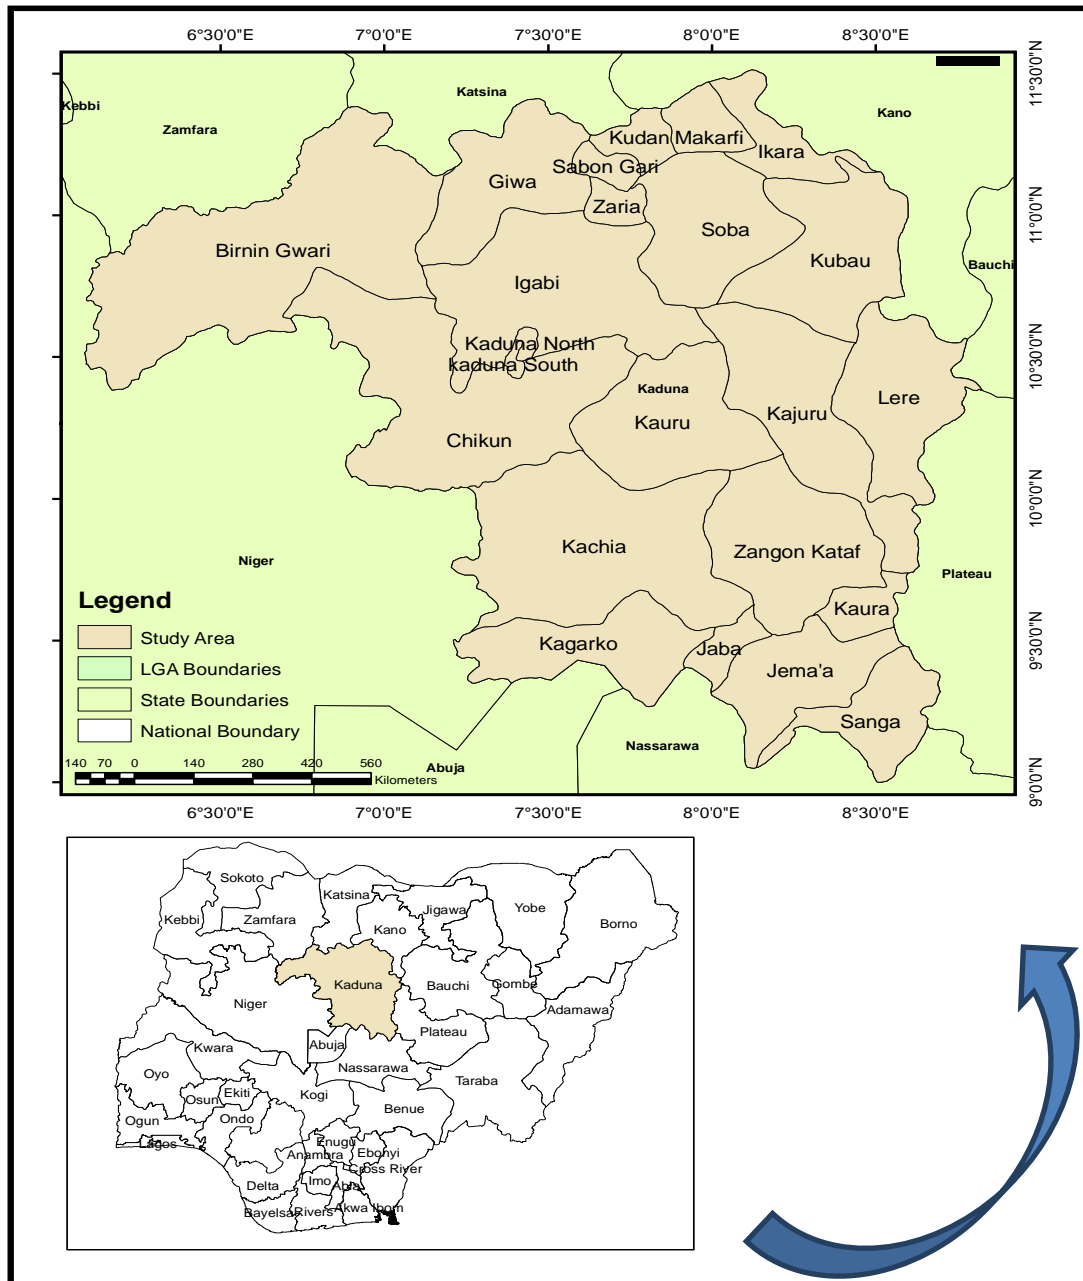 6°30'0"E 7°0'0"E 7°30'0"E 8°0'0"E 8°30'0"E
11°30'0"N
11°0'0"N
10°30'0"N
10°0'0"N
9°30'0"N
9°0'0"N
Kebbi
Zamfara
Katsina
Kano
Bauchi
Kudan Makarfi
Ikara
Sabon Gari
Giwa
Zaria
Soba
Birnin Gwari
Kubau
Igabi
Kaduna North
kaduna South
Kaduna
Lere
Kajuru
Kauru
Chikun
Kachia
Zangon Kataf
Niger
Plateau
Kaura
Kagarko
Jaba
Jema'a
Sanga
Nassarawa
Abuja
Legend
Study Area
LGA Boundaries
State Boundaries
National Boundary
140 70 0 140 280 420 560
Kilometers
6°30'0"E 7°0'0"E 7°30'0"E 8°0'0"E 8°30'0"E
Sokoto
Katsina
Kebbi
Zamfara
Jigawa
Yobe
Kano
Borno
Kaduna
Bauchi
Gombe
Niger
Adamawa
Plateau
Kwara
Abuja
Nassarawa
Oyo
Taraba
Osun
Ekiti
Kogi
Benue
Ogun
Ondo
Lagos
Enugu
Anambra
Ebonyi
Cross River
Delta
Imo
Abia
Bayelsa
Rivers
Akwa Ibom